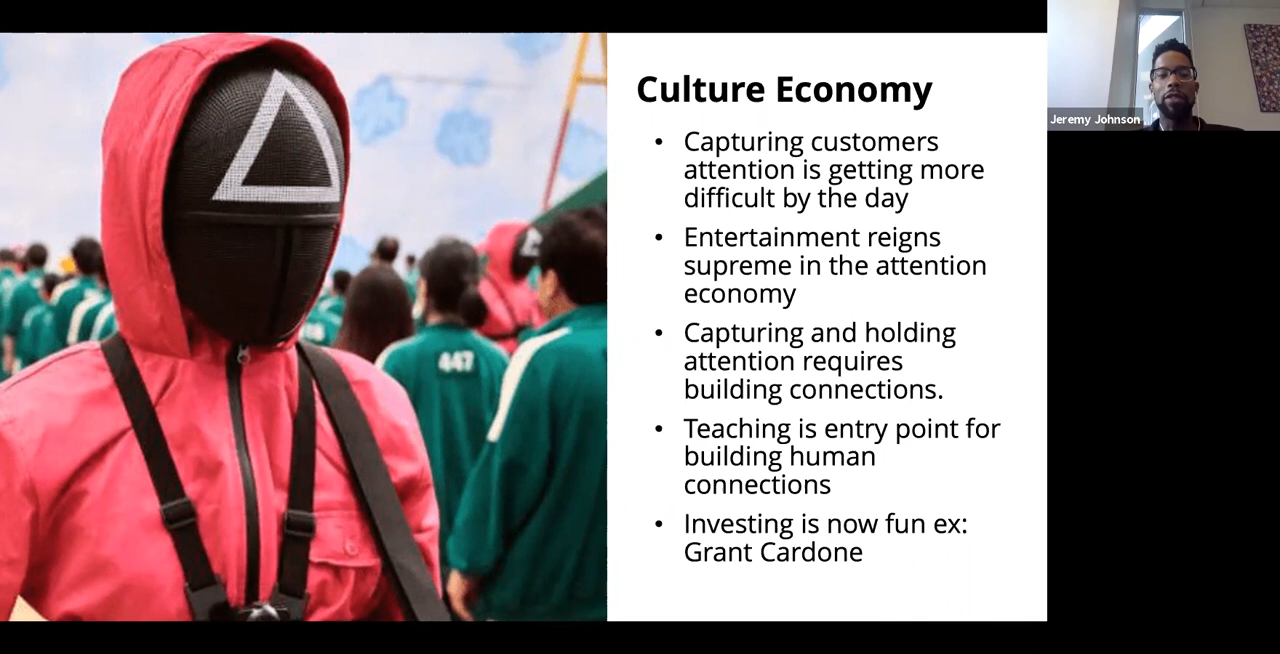 Culture Economy
• Capturing customers
attention is getting more
difficult by the day
• Entertainment reigns
supreme in the attention
economy
• Capturing and holding
attention requires
building connections.
• Teaching is entry point for
building human
connections
• Investing is now fun ex:
Grant Cardone
447
Jeremy Johnson